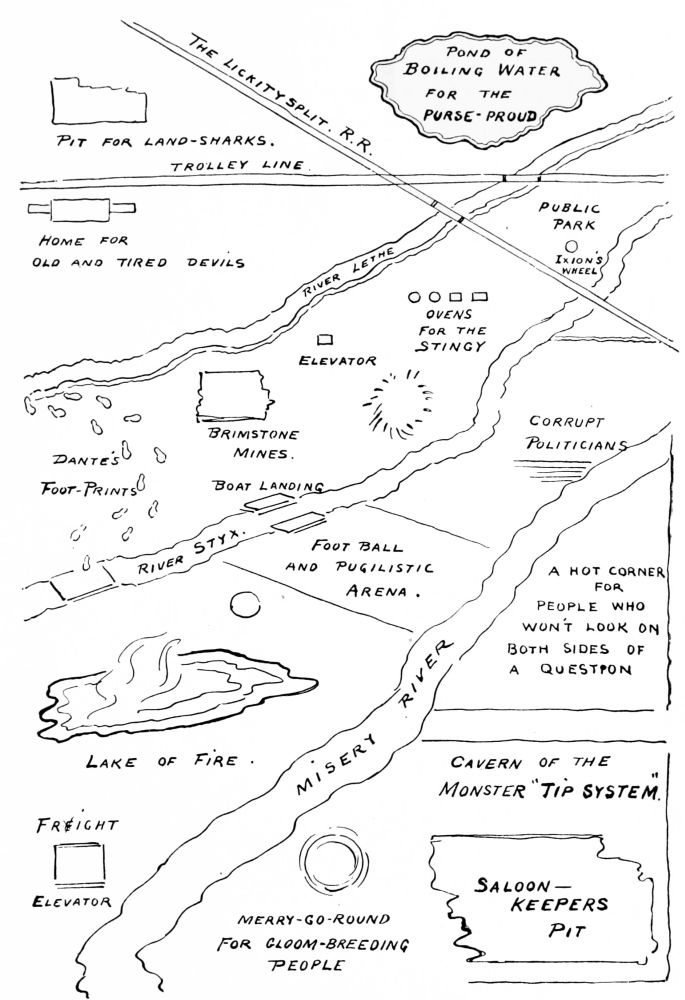 THE LICKITYSPLIT. R.R.
POND OF
BOILING WATER
FOR THE
PURSE-PROUD
PIT FOR LAND-SHARKS.
TROLLEY LINE
HOME FOR
OLD AND TIRED DEVILS
PUBLIC
PARK
IXION'S
WHEEL
RIVER LETHE
OVENS
FOR THE
STINGY
ELEVATOR
BRIMSTONE
MINES.
DANTE'S
FOOT-PRINTS
BOAT LANDING
CORRUPT
POLITICIANS
RIVER STYX.
FOOT BALL
AND PUGILISTIC
ARENA.
A HOT CORNER
FOR
PEOPLE WHO
WON'T LOOK ON
BOTH SIDES OF
A QUESTION
LAKE OF FIRE.
MISERY RIVER
CAVERN OF THE
MONSTER "TIP SYSTEM".
FREIGHT
ELEVATOR
MERRY-GO-ROUND
FOR GLOOM-BREEDING
PEOPLE
SALOON-
KEEPERS
PIT